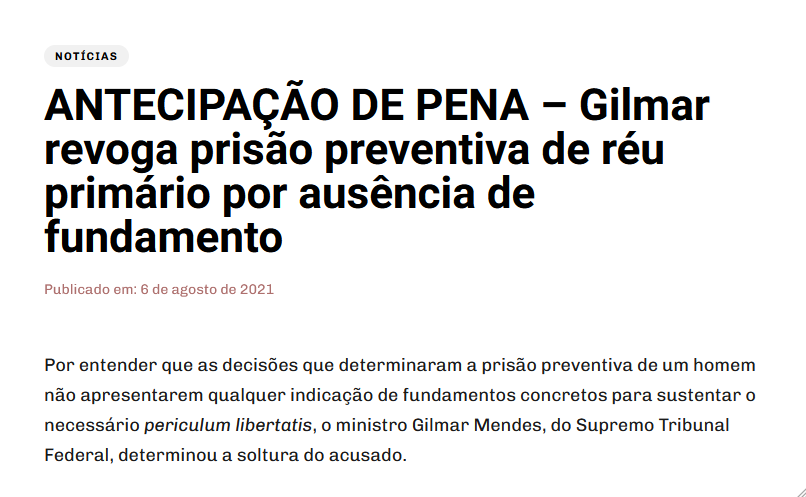 NOTÍCIAS
ANTECIPAÇÃO DE PENA – Gilmar
revoga prisão preventiva de réu
primário por ausência de
fundamento
Publicado em: 6 de agosto de 2021
Por entender que as decisões que determinaram a prisão preventiva de um homem
não apresentarem qualquer indicação de fundamentos concretos para sustentar o
necessário periculum libertatis, o ministro Gilmar Mendes, do Supremo Tribunal
Federal, determinou a soltura do acusado.